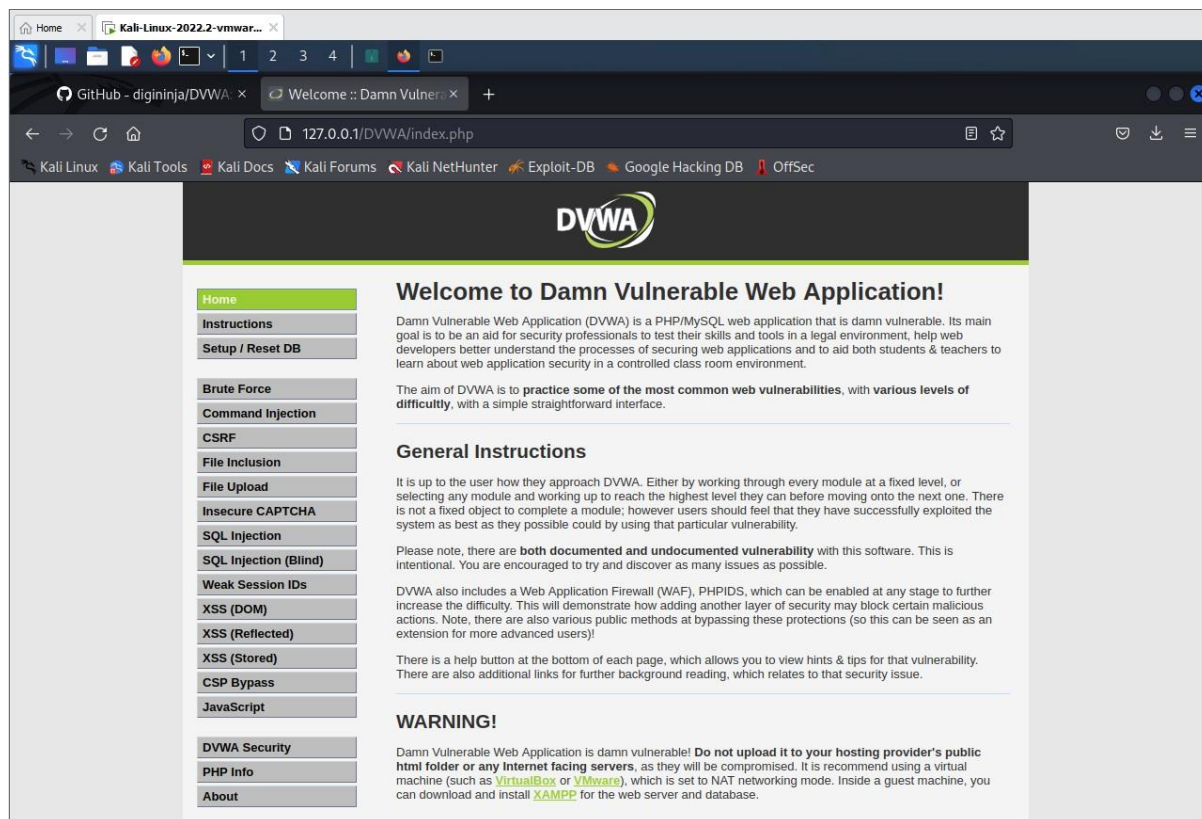 Home
Kali-Linux-2022.2-vmwar...
1 2 3 4
GitHub - digininja/DVWA:
Welcome :: Damn Vulnera
127.0.0.1/DVWA/index.php
Kali Linux Kali Tools Kali Docs Kali Forums Kali NetHunter Exploit-DB Google Hacking DB OffSec
DVWA
Home
Instructions
Setup / Reset DB
Brute Force
Command Injection
CSRF
File Inclusion
File Upload
Insecure CAPTCHA
SQL Injection
SQL Injection (Blind)
Weak Session IDs
XSS (DOM)
XSS (Reflected)
XSS (Stored)
CSP Bypass
JavaScript
DVWA Security
PHP Info
About
Welcome to Damn Vulnerable Web Application!
Damn Vulnerable Web Application (DVWA) is a PHP/MySQL web application that is damn vulnerable. Its main
goal is to be an aid for security professionals to test their skills and tools in a legal environment, help web
developers better understand the processes of securing web applications and to aid both students & teachers to
learn about web application security in a controlled class room environment.
The aim of DVWA is to practice some of the most common web vulnerabilities, with various levels of
difficultly, with a simple straightforward interface.
General Instructions
It is up to the user how they approach DVWA. Either by working through every module at a fixed level, or
selecting any module and working up to reach the highest level they can before moving onto the next one. There
is not a fixed object to complete a module; however users should feel that they have successfully exploited the
system as best as they possible could by using that particular vulnerability.
Please note, there are both documented and undocumented vulnerability with this software. This is
intentional. You are encouraged to try and discover as many issues as possible.
DVWA also includes a Web Application Firewall (WAF), PHPIDS, which can be enabled at any stage to further
increase the difficulty. This will demonstrate how adding another layer of security may block certain malicious
actions. Note, there are also various public methods at bypassing these protections (so this can be seen as an
extension for more advanced users)!
There is a help button at the bottom of each page, which allows you to view hints & tips for that vulnerability.
There are also additional links for further background reading, which relates to that security issue.
WARNING!
Damn Vulnerable Web Application is damn vulnerable! Do not upload it to your hosting provider's public
html folder or any Internet facing servers, as they will be compromised. It is recommend using a virtual
machine (such as VirtualBox or VMware), which is set to NAT networking mode. Inside a guest machine, you
can download and install XAMPP for the web server and database.